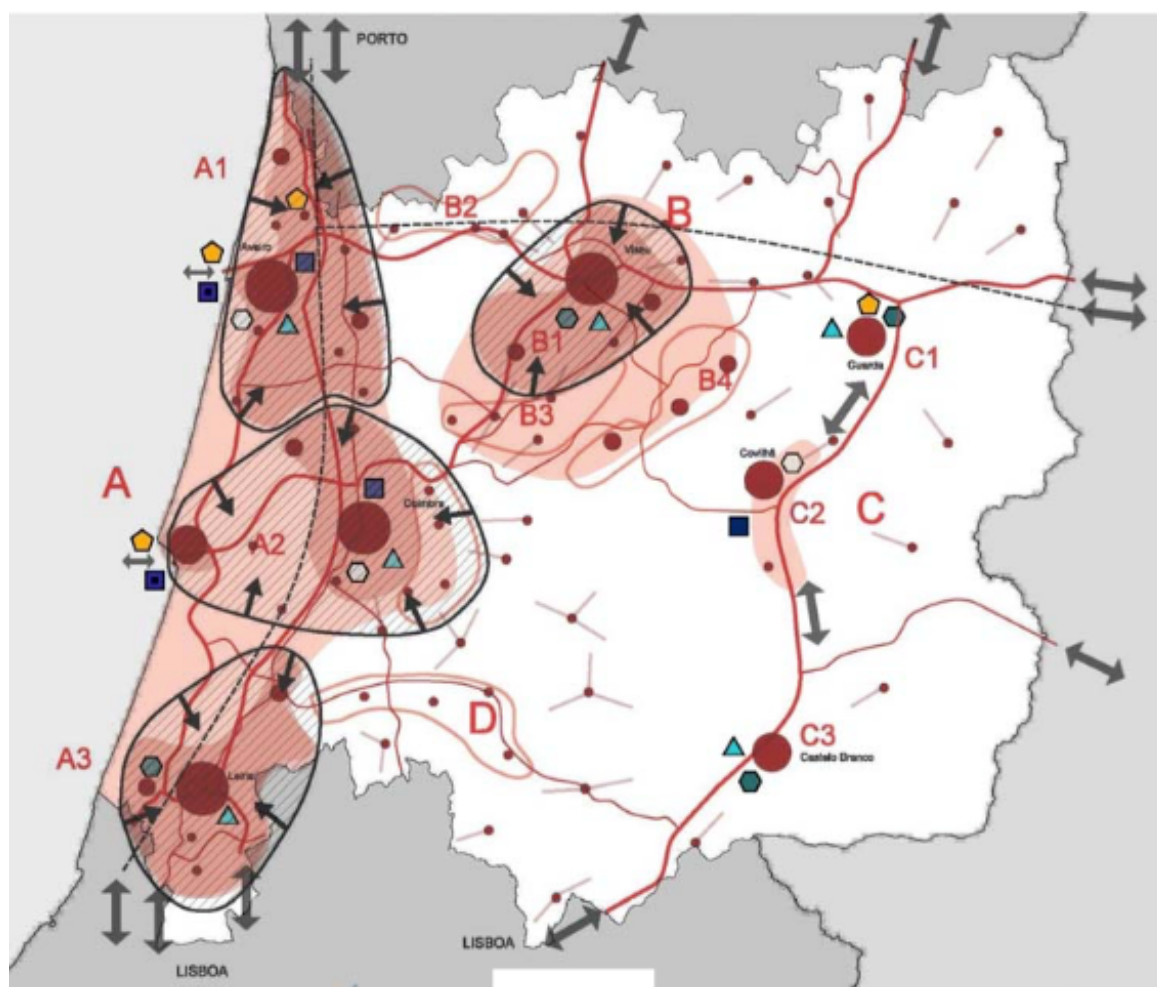 PORTO
A1
B2
B
Viseu
Aveiro
B1
C1
Guarda
B4
B3
Covilhã
A
Coimbra
C2
C
A2
D
C3
A3
Castelo Branco
Leiria
LISBOA
LISBOA